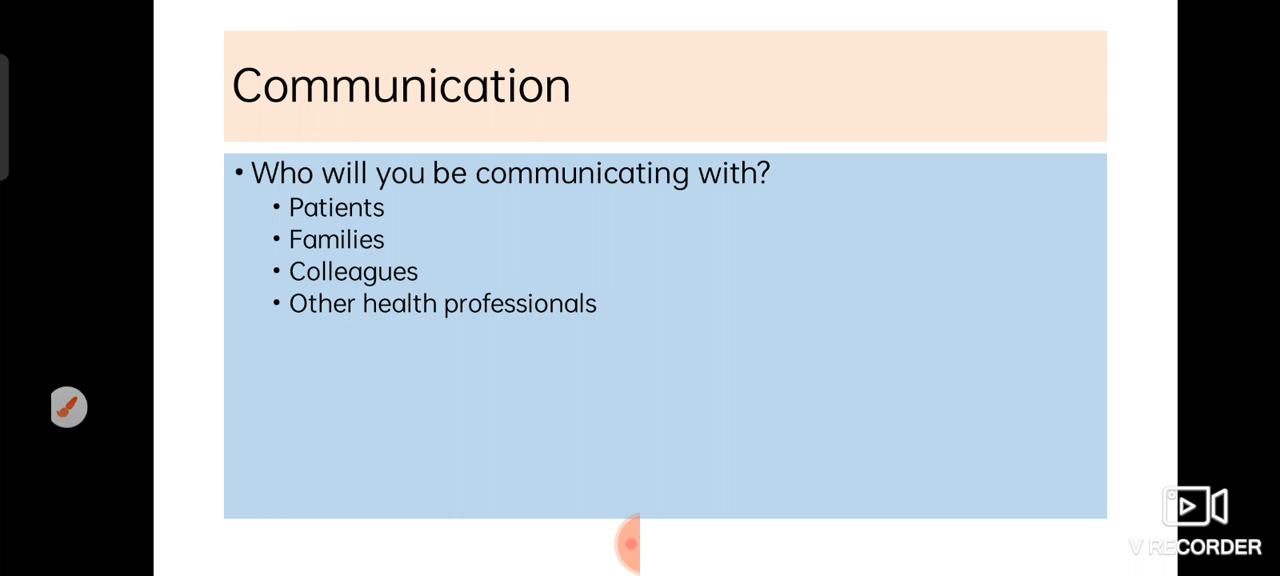 Communication
• Who will you be communicating with?
• Patients
• Families
• Colleagues
• Other health professionals
V RECORDER